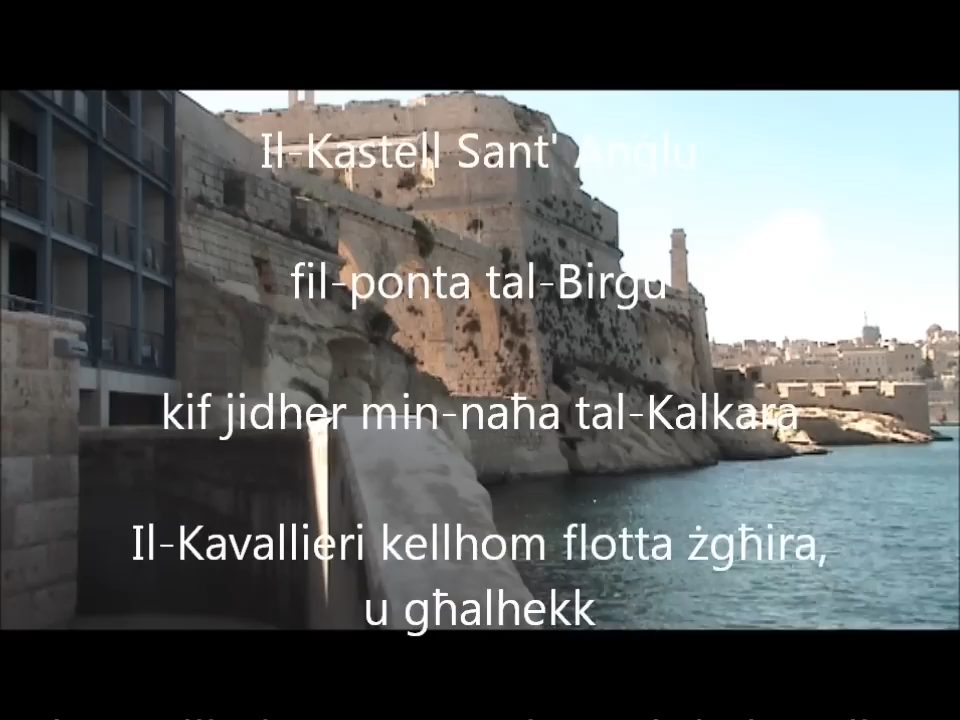 Il-Kastell Sant' Anġlu
fil-ponta tal-Birgu
kif jidher min-naħa tal-Kalkara
Il-Kavallieri kellhom flotta żgħira,
u għalhekk